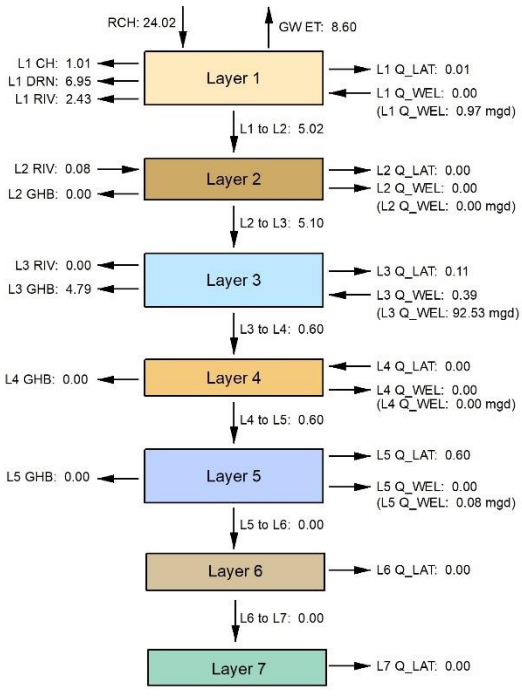 RCH: 24.02
GW ET: 8.60
L1 CH: 1.01
L1 DRN: 6.95
L1 RIV: 2.43
Layer 1
L1 Q_LAT: 0.01
L1 Q_WEL: 0.00
(L1 Q_WEL: 0.97 mgd)
L1 to L2: 5.02
L2 RIV: 0.08
L2 GHB: 0.00
Layer 2
L2 Q_LAT: 0.00
L2 Q_WEL: 0.00
(L2 Q_WEL: 0.00 mgd)
L2 to L3: 5.10
L3 RIV: 0.00
L3 GHB: 4.79
Layer 3
L3 Q_LAT: 0.11
L3 Q_WEL: 0.39
(L3 Q_WEL: 92.53 mgd)
L3 to L4: 0.60
L4 GHB: 0.00
Layer 4
L4 Q_LAT: 0.00
L4 Q_WEL: 0.00
(L4 Q_WEL: 0.00 mgd)
L4 to L5: 0.60
L5 GHB: 0.00
Layer 5
L5 Q_LAT: 0.60
L5 Q_WEL: 0.00
(L5 Q_WEL: 0.08 mgd)
L5 to L6: 0.00
Layer 6
L6 Q_LAT: 0.00
L6 to L7: 0.00
Layer 7
L7 Q_LAT: 0.00